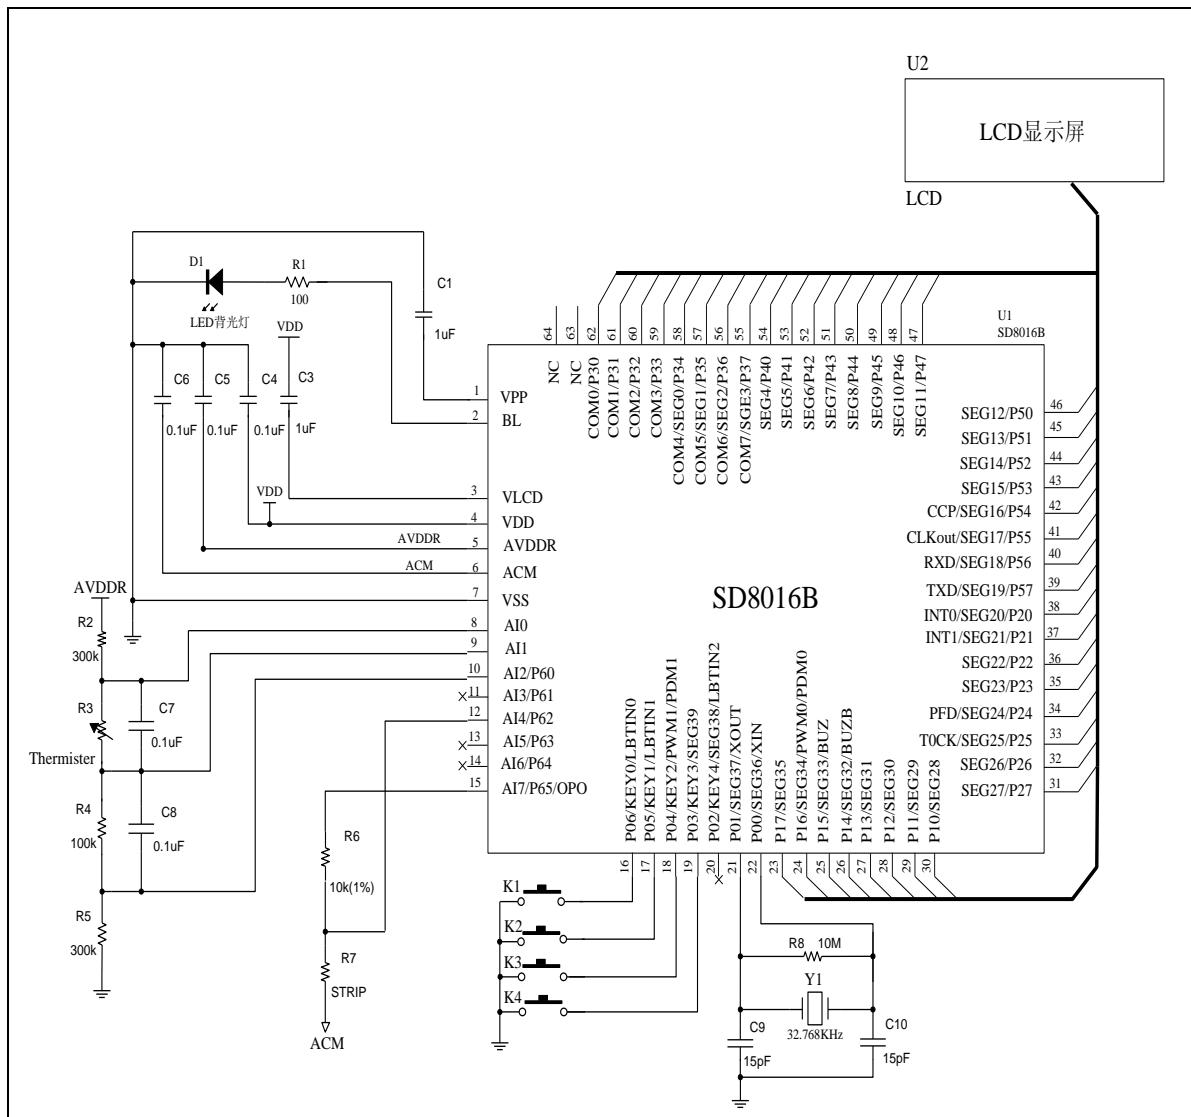 U2
LCD显示屏
LCD
D1
R1
100
LED背光灯
C1
1uF
VDD
U1
SD8016B
C6
C5
C4
C3
0.1uF
0.1uF
0.1uF
1uF
VDD
AVDDR
ACM
1 VPP
2 BL
3 VLCD
4 VDD
5 AVDDR
6 ACM
7 VSS
8 AI0
9 AI1
10 AI2/P60
11 AI3/P61
12 AI4/P62
13 AI5/P63
14 AI6/P64
15 AI7/P65/OPO
64 NC
63 NC
62 COM0/P30
61 COM1/P31
60 COM2/P32
59 COM3/P33
58 COM4/SEG0/P34
57 COM5/SEG1/P35
56 COM6/SEG2/P36
55 COM7/SGE3/P37
54 SEG4/P40
53 SEG5/P41
52 SEG6/P42
51 SEG7/P43
50 SEG8/P44
49 SEG9/P45
48 SEG10/P46
47 SEG11/P47
SEG12/P50 46
SEG13/P51 45
SEG14/P52 44
SEG15/P53 43
CCP/SEG16/P54 42
CLKout/SEG17/P55 41
RXD/SEG18/P56 40
TXD/SEG19/P57 39
INT0/SEG20/P20 38
INT1/SEG21/P21 37
SEG22/P22 36
SEG23/P23 35
PFD/SEG24/P24 34
T0CK/SEG25/P25 33
SEG26/P26 32
SEG27/P27 31
SD8016B
P06/KEY0/LBTIN0 16
P05/KEY1/LBTIN1 17
P04/KEY2/PWM1/PDM1 18
P03/KEY3/SEG39 19
P02/KEY4/SEG38/LBTIN2 20
P01/SEG37/XOUT 21
P00/SEG36/XIN 22
P17/SEG35 23
P16/SEG34/PWM0/PDM0 24
P15/SEG33/BUZ 25
P14/SEG32/BUZB 26
P13/SEG31 27
P12/SEG30 28
P11/SEG29 29
P10/SEG28 30
AVDDR
R2
300k
R3
Thermister
C7
0.1uF
R4
100k
C8
0.1uF
R5
300k
R6
10k(1%)
R7
STRIP
ACM
K1
K2
K3
K4
R8 10M
Y1
32.768KHz
C9
15pF
C10
15pF